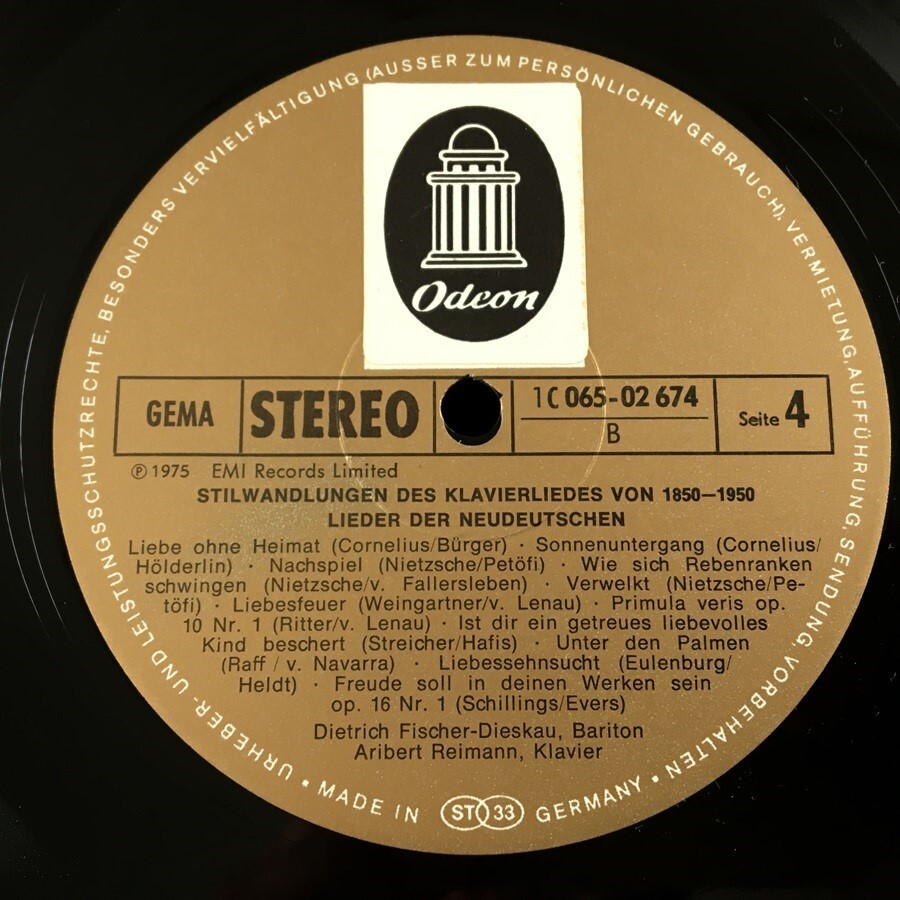 URHEBER- UND LEISTUNGSSCHUTZRECHTE, BESONDERS VERVIELFÄLTIGUNG (AUSSER ZUM PERSÖNLICHEN GEBRAUCH), VERMIETUNG, AUFFÜHRUNG, SENDUNG, VORBEHALTEN
Odeon
GEMA STEREO 1C 065-02 674 Seite 4
B
℗ 1975 EMI Records Limited
STILWANDLUNGEN DES KLAVIERLIEDES VON 1850—1950
LIEDER DER NEUDEUTSCHEN
Liebe ohne Heimat (Cornelius/Bürger) · Sonnenuntergang (Cornelius/
Hölderlin) · Nachspiel (Nietzsche/Petöfi) · Wie sich Rebenranken
schwingen (Nietzsche/v. Fallersleben) · Verwelkt (Nietzsche/Pe-
töfi) · Liebesfeuer (Weingartner/v. Lenau) · Primula veris op.
10 Nr. 1 (Ritter/v. Lenau) · Ist dir ein getreues liebevolles
Kind beschert (Streicher/Hafis) · Unter den Palmen
(Raff / v. Navarra) · Liebessehnsucht (Eulenburg/
Heldt) · Freude soll in deinen Werken sein
op. 16 Nr. 1 (Schillings/Evers)
Dietrich Fischer-Dieskau, Bariton
Aribert Reimann, Klavier
▪ MADE IN ST 33 GERMANY ▪